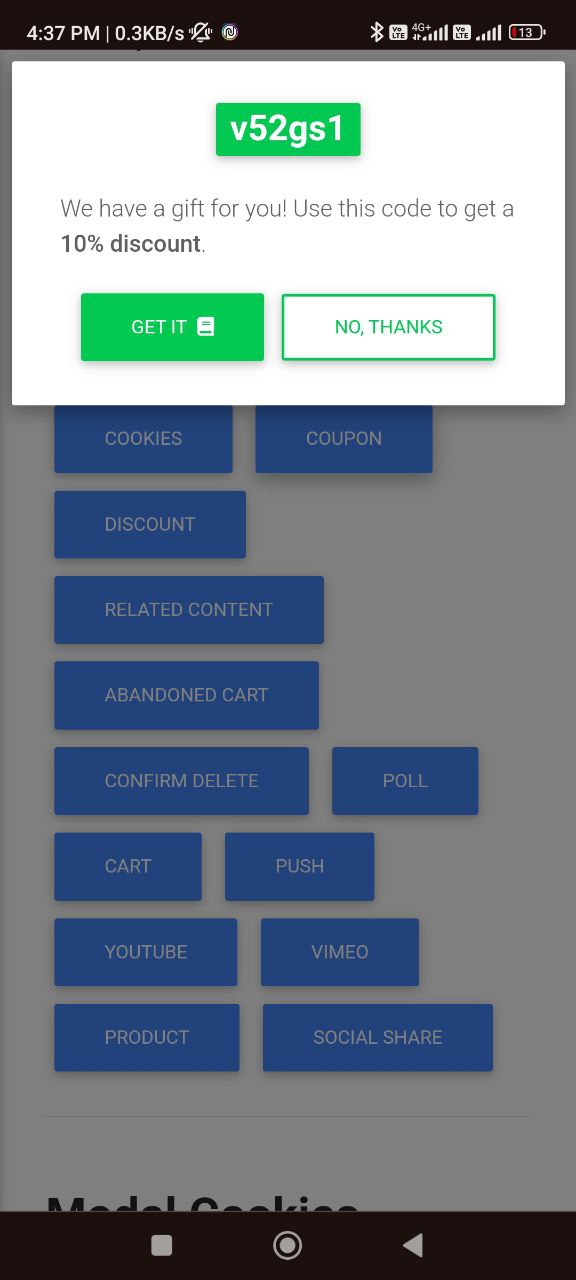 4:37 PM | 0.3KB/s
Vo LTE 4G+ Vo LTE 13
v52gs1
We have a gift for you! Use this code to get a
10% discount.
GET IT NO, THANKS
COOKIES COUPON
DISCOUNT
RELATED CONTENT
ABANDONED CART
CONFIRM DELETE POLL
CART PUSH
YOUTUBE VIMEO
PRODUCT SOCIAL SHARE
Modal Cookies